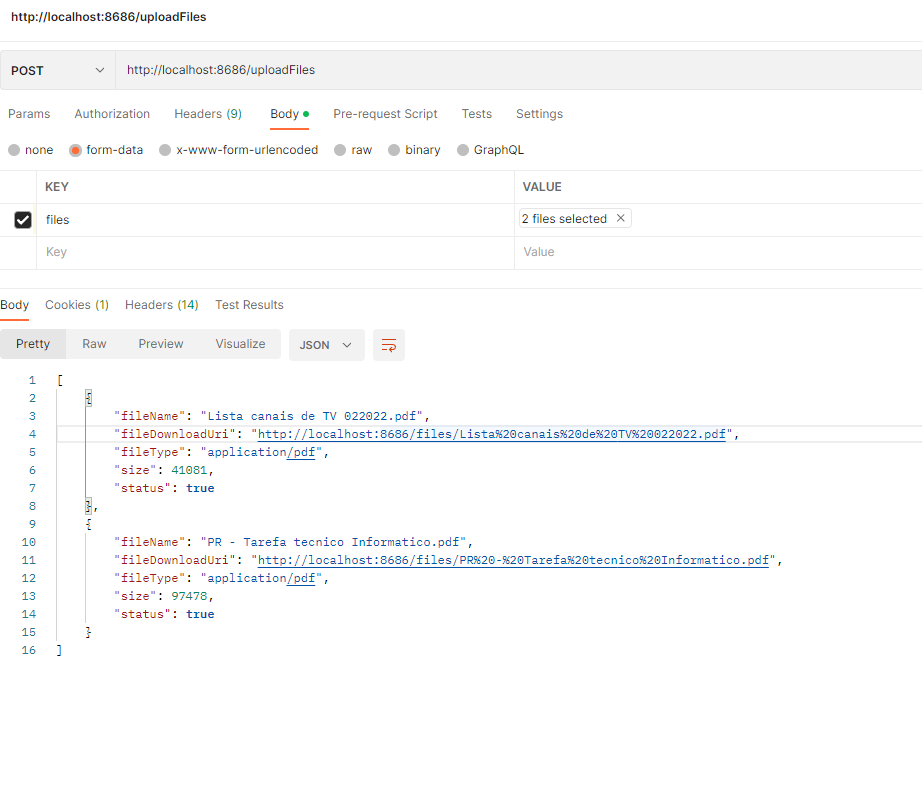 http://localhost:8686/uploadFiles
POST http://localhost:8686/uploadFiles
Params Authorization Headers (9) Body Pre-request Script Tests Settings
none form-data x-www-form-urlencoded raw binary GraphQL
KEY VALUE
files 2 files selected
Key Value
Body Cookies (1) Headers (14) Test Results
Pretty Raw Preview Visualize JSON
1 [
2 {
3 "fileName": "Lista canais de TV 022022.pdf",
4 "fileDownloadUri": "http://localhost:8686/files/Lista%20canais%20de%20TV%20022022.pdf",
5 "fileType": "application/pdf",
6 "size": 41081,
7 "status": true
8 },
9 {
10 "fileName": "PR - Tarefa tecnico Informatico.pdf",
11 "fileDownloadUri": "http://localhost:8686/files/PR%20-%20Tarefa%20tecnico%20Informatico.pdf",
12 "fileType": "application/pdf",
13 "size": 97478,
14 "status": true
15 }
16 ]